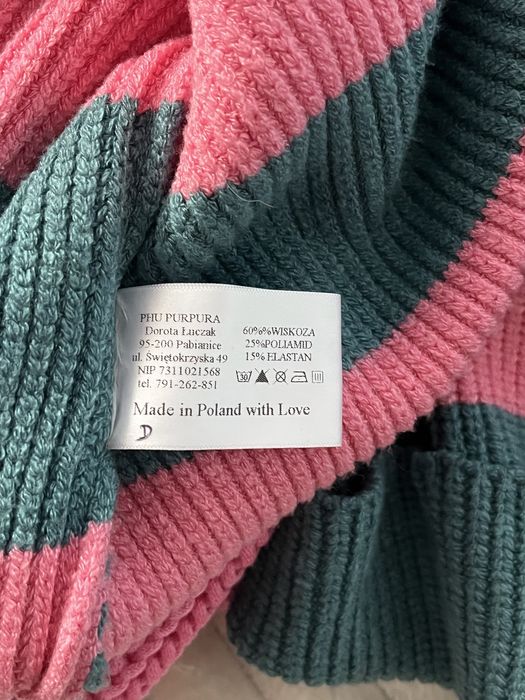 PHU PURPURA
Dorota Łuczak
95-200 Pabianice
ul. Świętokrzyska 49
NIP 7311021568
tel. 791-262-851
60%%WISKOZA
25%POLIAMID
15% ELASTAN
30
Made in Poland with Love
D